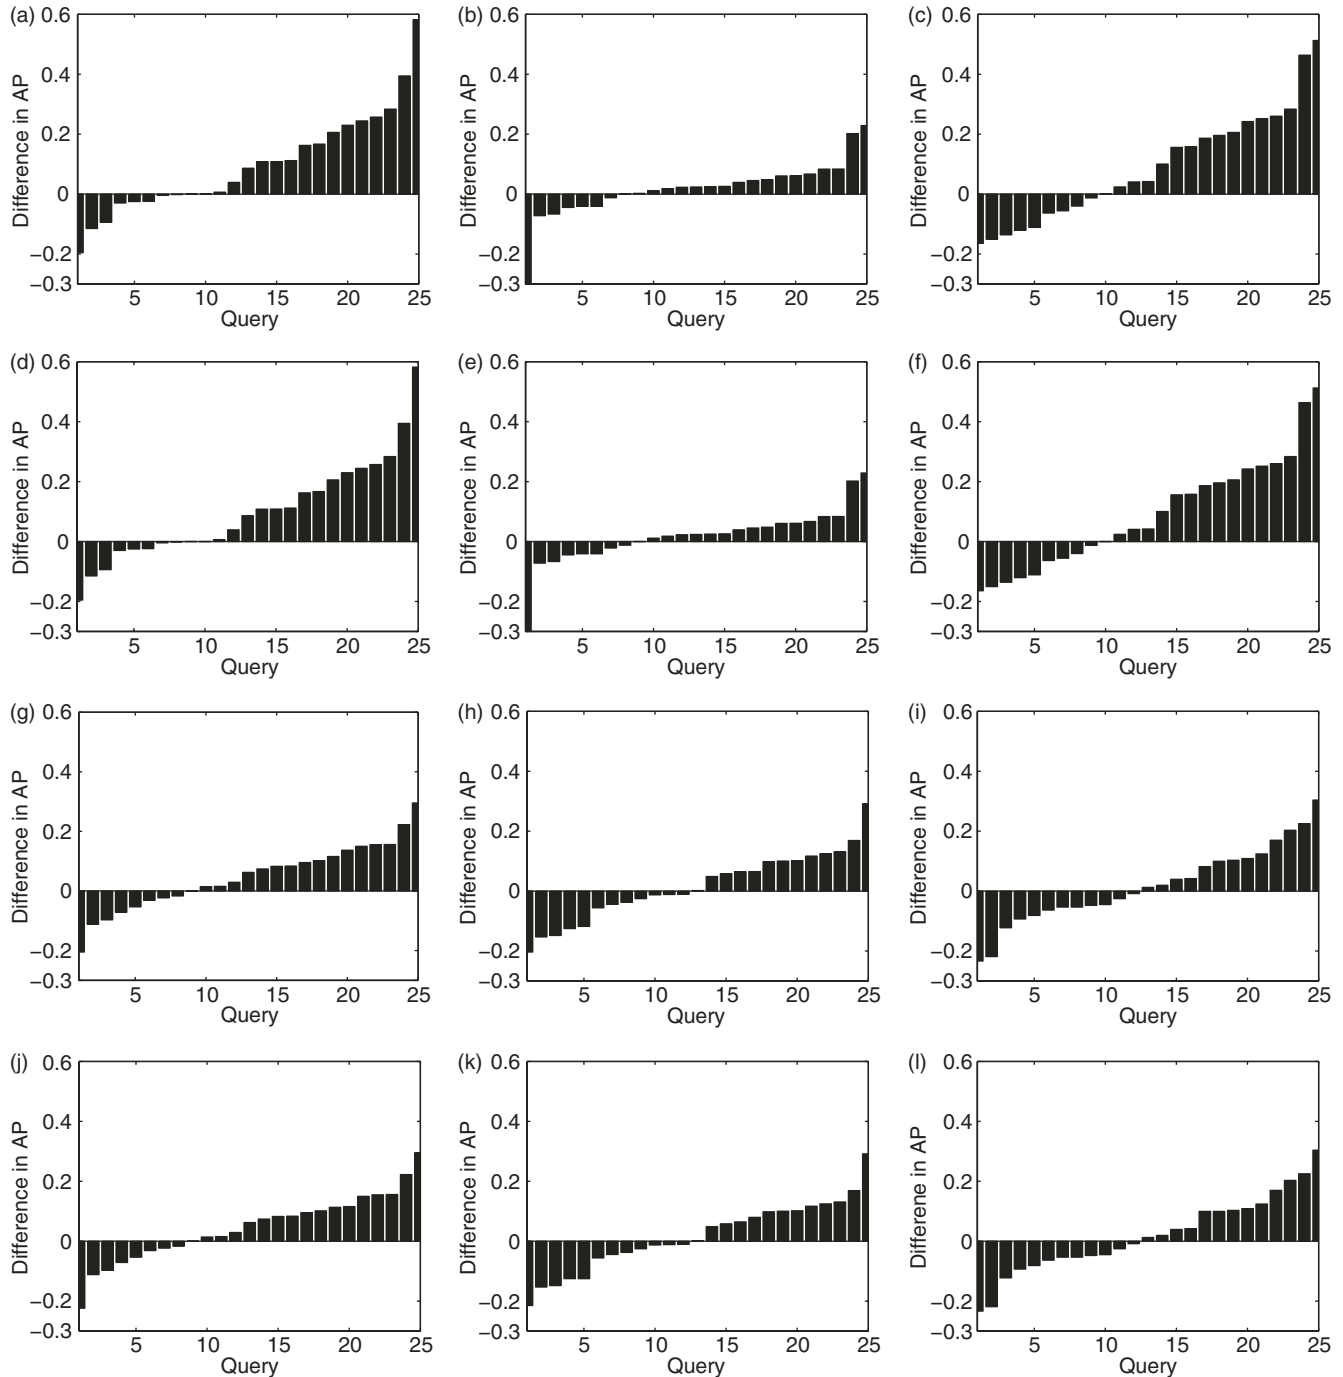 (a) 0.6 0.4 0.2 0 −0.2 −0.3
Difference in AP
5 10 15 20 25
Query
(b) 0.6 0.4 0.2 0 −0.2 −0.3
Difference in AP
5 10 15 20 25
Query
(c) 0.6 0.4 0.2 0 −0.2 −0.3
Difference in AP
5 10 15 20 25
Query
(d) 0.6 0.4 0.2 0 −0.2 −0.3
Difference in AP
5 10 15 20 25
Query
(e) 0.6 0.4 0.2 0 −0.2 −0.3
Difference in AP
5 10 15 20 25
Query
(f) 0.6 0.4 0.2 0 −0.2 −0.3
Difference in AP
5 10 15 20 25
Query
(g) 0.6 0.4 0.2 0 −0.2 −0.3
Difference in AP
5 10 15 20 25
Query
(h) 0.6 0.4 0.2 0 −0.2 −0.3
Difference in AP
5 10 15 20 25
Query
(i) 0.6 0.4 0.2 0 −0.2 −0.3
Difference in AP
5 10 15 20 25
Query
(j) 0.6 0.4 0.2 0 −0.2 −0.3
Difference in AP
5 10 15 20 25
Query
(k) 0.6 0.4 0.2 0 −0.2 −0.3
Difference in AP
5 10 15 20 25
Query
(l) 0.6 0.4 0.2 0 −0.2 −0.3
Differene in AP
5 10 15 20 25
Query